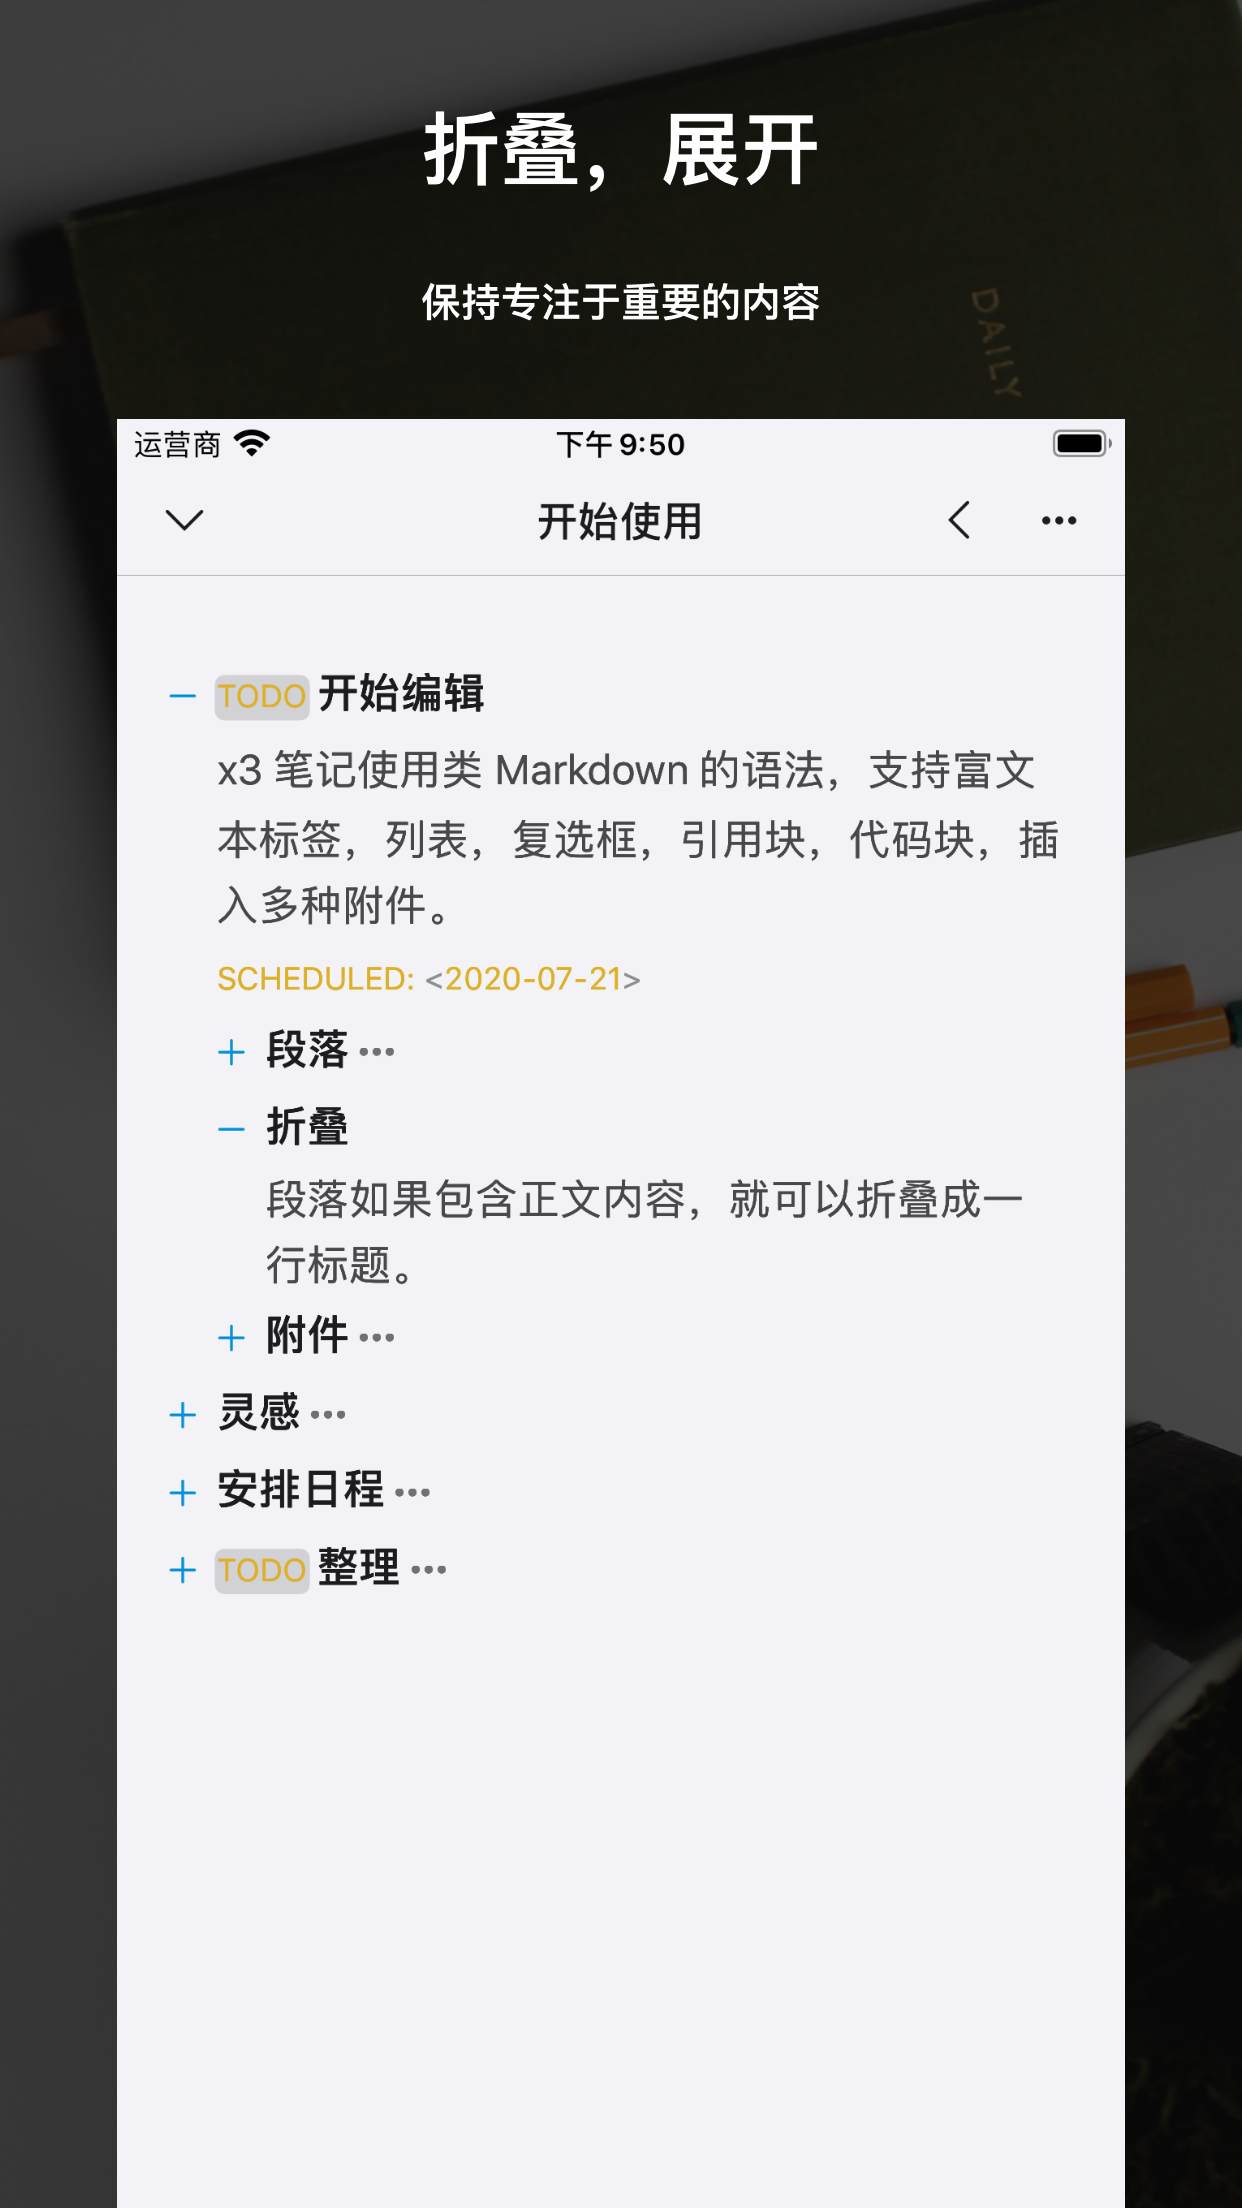 折叠，展开
保持专注于重要的内容
DAILY
运营商 下午 9:50
开始使用
TODO 开始编辑
x3 笔记使用类 Markdown 的语法，支持富文
本标签，列表，复选框，引用块，代码块，插
入多种附件。
SCHEDULED: <2020-07-21>
段落 •••
折叠
段落如果包含正文内容，就可以折叠成一
行标题。
附件 •••
灵感 •••
安排日程 •••
TODO 整理 •••